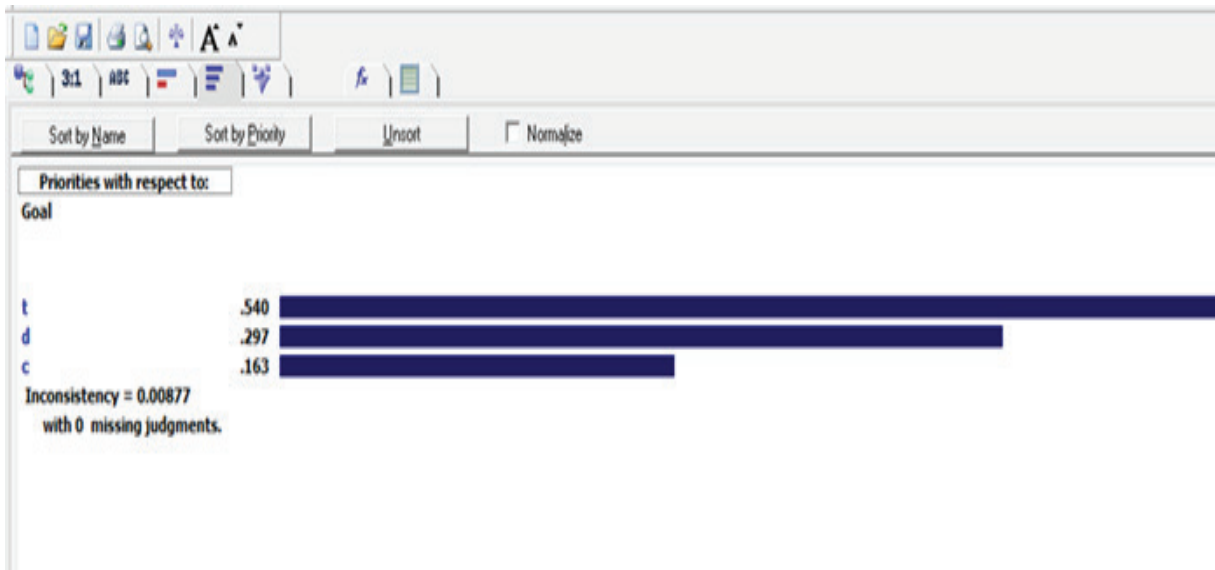 A A
3:1 ABC fx
Sort by Name Sort by Priority Unsort Normalize
Priorities with respect to:
Goal
t .540
d .297
c .163
Inconsistency = 0.00877
with 0 missing judgments.